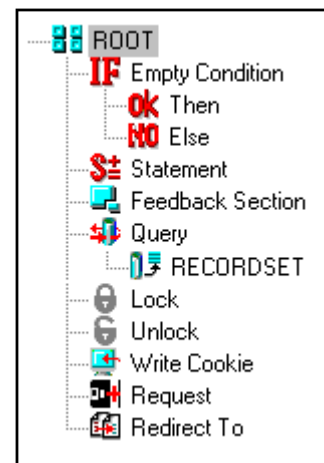 ROOT
IF Empty Condition
Ok Then
NO Else
S± Statement
Feedback Section
Query
RECORDSET
Lock
Unlock
Write Cookie
Request
Redirect To